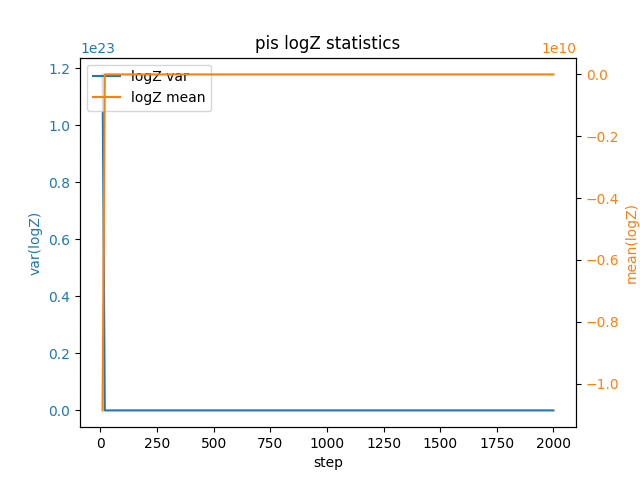 pis logZ statistics
1e23
1e10
logZ var
logZ mean
1.2
1.0
0.8
0.6
0.4
0.2
0.0
var(logZ)
0.0
−0.2
−0.4
−0.6
−0.8
−1.0
mean(logZ)
0 250 500 750 1000 1250 1500 1750 2000
step